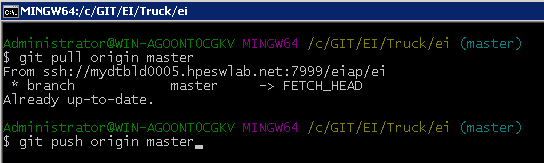 MINGW64:/c/GIT/EI/Truck/ei
Administrator@WIN-AGOONTOCGKV MINGW64 /c/GIT/EI/Truck/ei (master)
$ git pull origin master
From ssh://mydtbld0005.hpeswlab.net:7999/eiap/ei
 * branch            master     -> FETCH_HEAD
Already up-to-date.
Administrator@WIN-AGOONTOCGKV MINGW64 /c/GIT/EI/Truck/ei (master)
$ git push origin master